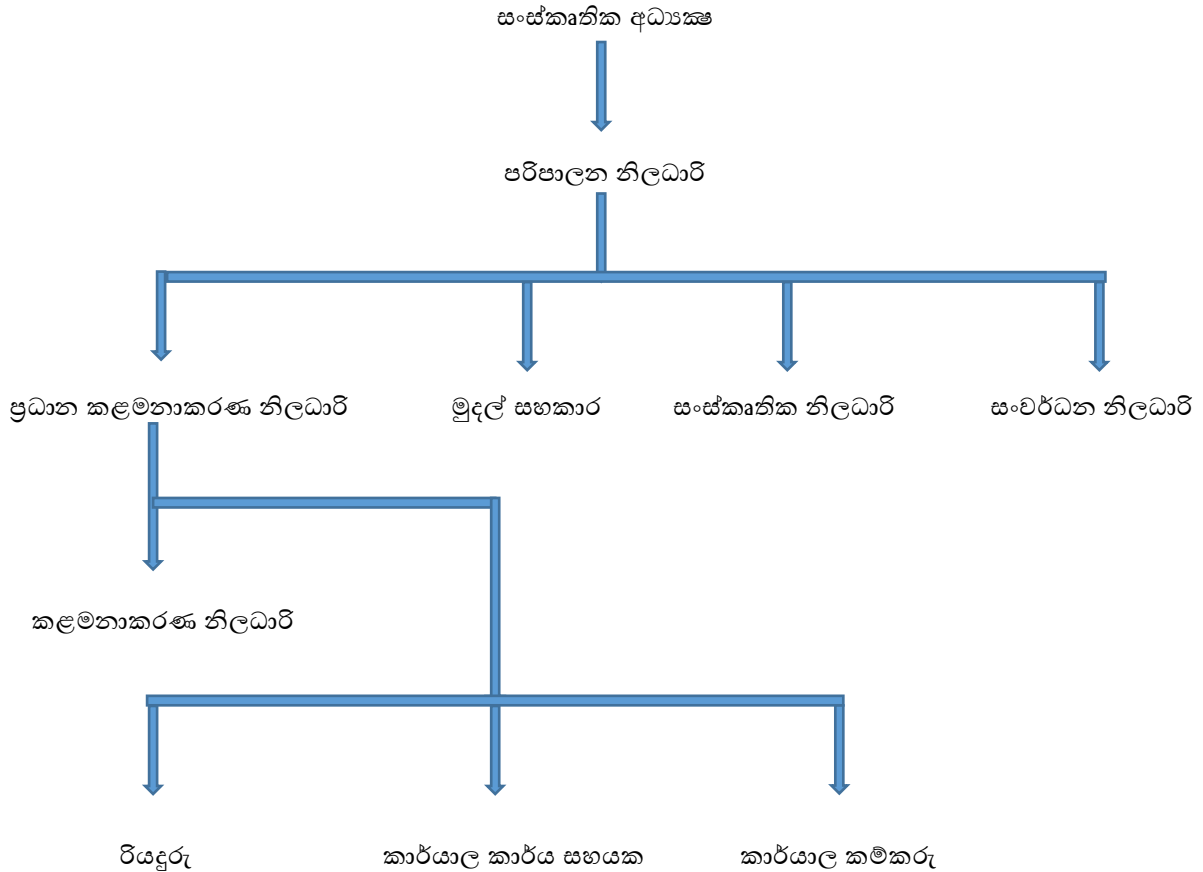 සංස්කෘතික අධ්‍යක්ෂ
පරිපාලන නිලධාරි
ප්‍රධාන කළමනාකරණ නිලධාරි
මුදල් සහකාර
සංස්කෘතික නිලධාරි
සංවර්ධන නිලධාරි
කළමනාකරණ නිලධාරි
රියදුරු
කාර්යාල කාර්ය සහයක
කාර්යාල කම්කරු